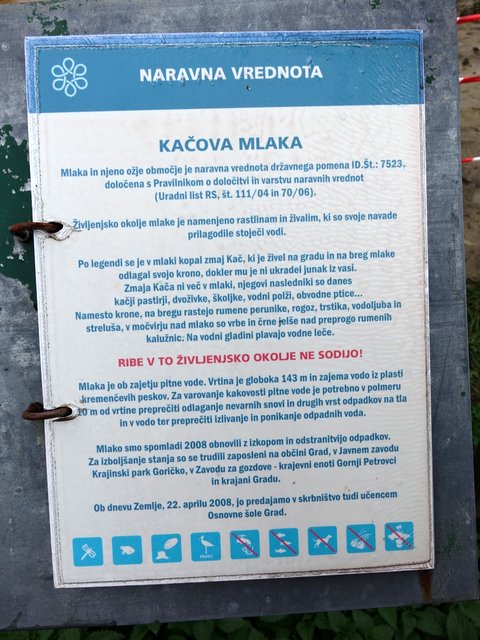 NARAVNA VREDNOTA
KAČOVA MLAKA
Mlaka in njeno ožje območje je naravna vrednota državnega pomena ID.Št.: 7523,
določena s Pravilnikom o določitvi in varstvu naravnih vrednot
(Uradni list RS, št. 111/04 in 70/06).
Življenjsko okolje mlake je namenjeno rastlinam in živalim, ki so svoje navade
prilagodile stoječi vodi.
Po legendi se je v mlaki kopal zmaj Kač, ki je živel na gradu in na breg mlake
odlagal svojo krono, dokler mu je ni ukradel junak iz vasi.
Zmaja Kača ni več v mlaki, njegovi nasledniki so danes
kačji pastirji, dvoživke, školjke, vodni polži, obvodne ptice...
Namesto krone, na bregu rastejo rumene perunike, rogoz, trstika, vodoljuba in
streluša, v močvirju nad mlako so vrbe in črne jelše nad preprogo rumenih
kalužnic. Na vodni gladini plavajo vodne leče.
RIBE V TO ŽIVLJENJSKO OKOLJE NE SODIJO!
Mlaka je ob zajetju pitne vode. Vrtina je globoka 143 m in zajema vodo iz plasti
kremenčevih peskov. Za varovanje kakovosti pitne vode je potrebno v polmeru
0 m od vrtine preprečiti odlaganje nevarnih snovi in drugih vrst odpadkov na tla
in v vodo ter preprečiti izlivanje in ponikanje odpadnih voda.
Mlako smo spomladi 2008 obnovili z izkopom in odstranitvijo odpadkov.
Za izboljšanje stanja so se trudili zaposleni na občini Grad, v Javnem zavodu
Krajinski park Goričko, v Zavodu za gozdove - krajevni enoti Gornji Petrovci
in krajani Gradu.
Ob dnevu Zemlje, 22. aprilu 2008, jo predajamo v skrbništvo tudi učencem
Osnovne šole Grad.